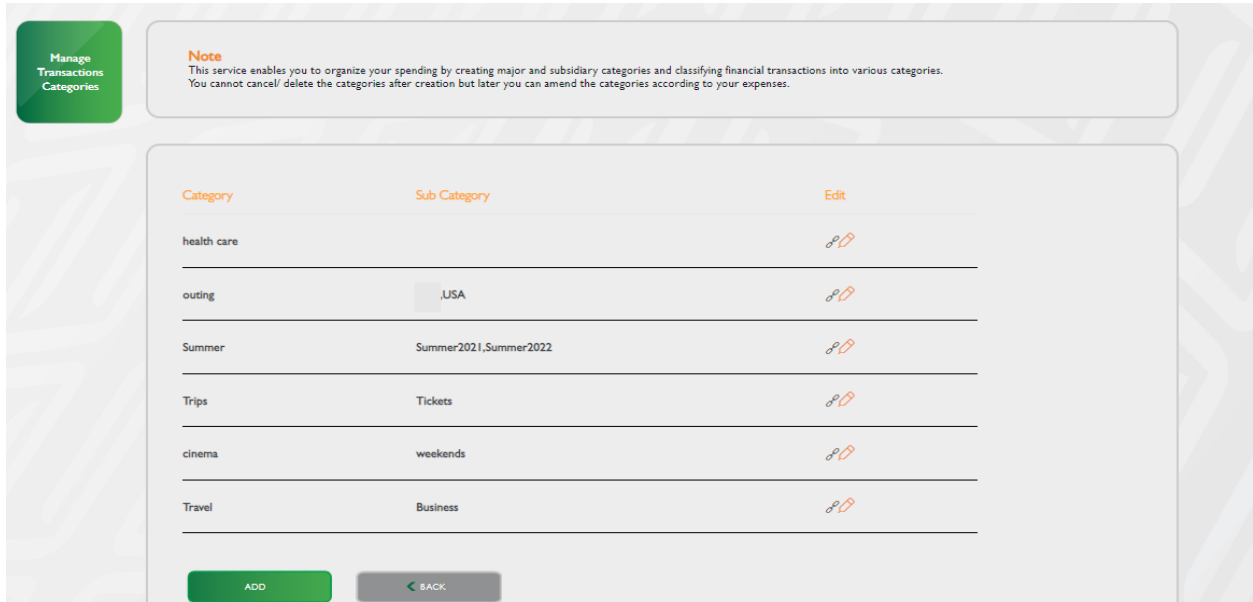 Manage
Transactions
Categories
Note
This service enables you to organize your spending by creating major and subsidiary categories and classifying financial transactions into various categories.
You cannot cancel/ delete the categories after creation but later you can amend the categories according to your expenses.
Category Sub Category Edit
health care
outing ,USA
Summer Summer2021,Summer2022
Trips Tickets
cinema weekends
Travel Business
ADD BACK